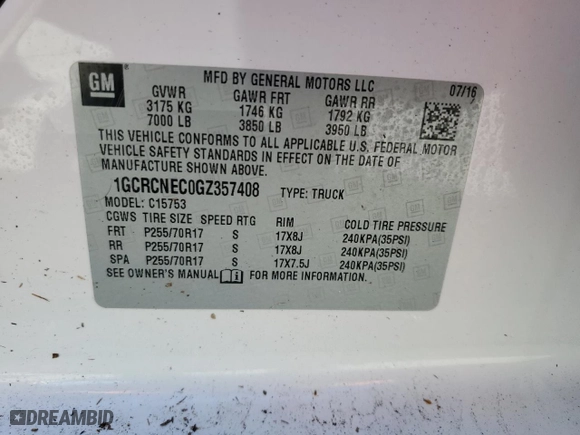 GM
MFD BY GENERAL MOTORS LLC
07/16
GVWR GAWR FRT GAWR RR
3175 KG 1746 KG 1792 KG
7000 LB 3850 LB 3950 LB
THIS VEHICLE CONFORMS TO ALL APPLICABLE U.S. FEDERAL MOTOR
VEHICLE SAFETY STANDARDS IN EFFECT ON THE DATE OF
MANUFACTURE SHOWN ABOVE.
1GCRCNEC0GZ357408 TYPE: TRUCK
MODEL: C15753
CGWS TIRE SIZE SPEED RTG RIM COLD TIRE PRESSURE
FRT P255/70R17 S 17X8J 240KPA(35PSI)
RR P255/70R17 S 17X8J 240KPA(35PSI)
SPA P255/70R17 S 17X7.5J 240KPA(35PSI)
SEE OWNER'S MANUAL FOR MORE INFORMATION.
DREAMBID